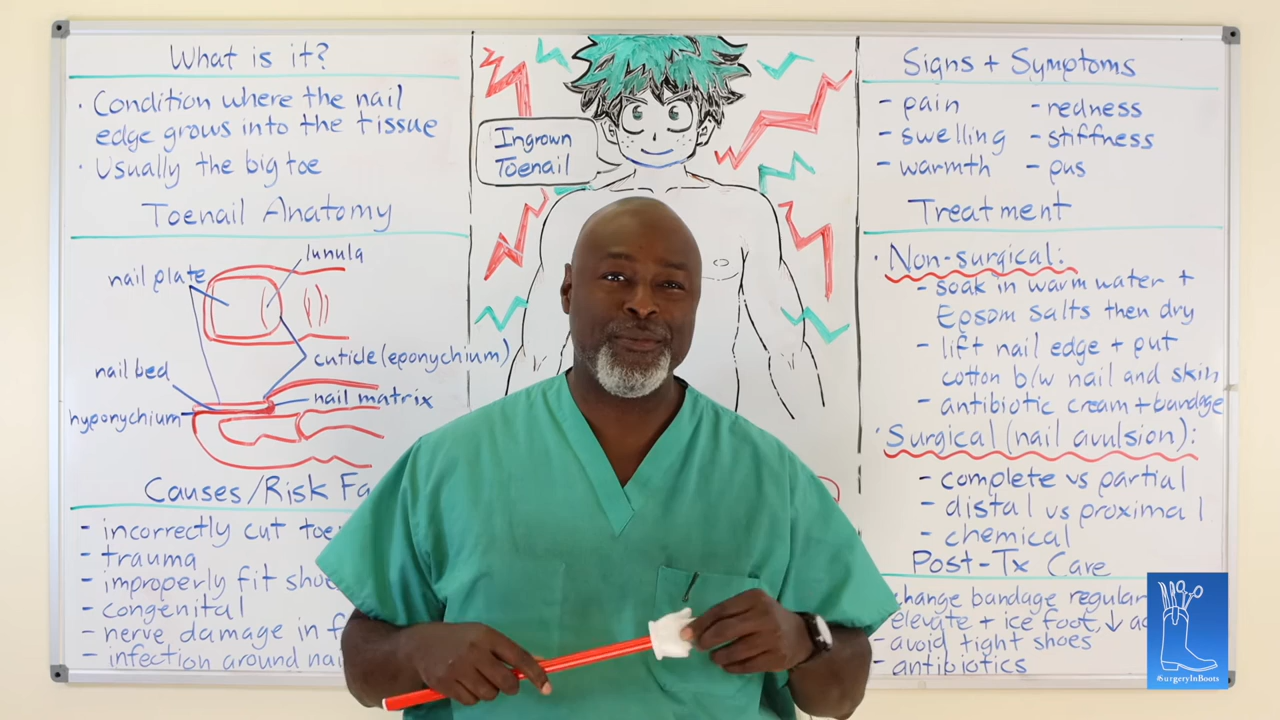 What is it?
· Condition where the nail
edge grows into the tissue
· Usually the big toe
Toenail Anatomy
lunula
nail plate
cuticle (eponychium)
nail bed
nail matrix
hyponychium
Causes/Risk Fa
- incorrectly cut toe
- trauma
- improperly fit sho
- congenital
- nerve damage in f
- infection around nai
Ingrown
Toenail
Signs + Symptoms
- pain - redness
- swelling - stiffness
- warmth - pus
Treatment
· Non-surgical:
- soak in warm water +
Epsom salts then dry
- lift nail edge + put
cotton b/w nail and skin
- antibiotic cream + bandage
· Surgical (nail avulsion):
- complete vs partial
- distal vs proximal
- chemical
Post-Tx Care
change bandage regular
elevate + ice foot, ↓ ac
- avoid tight shoes
- antibiotics
#SurgeryInBoots